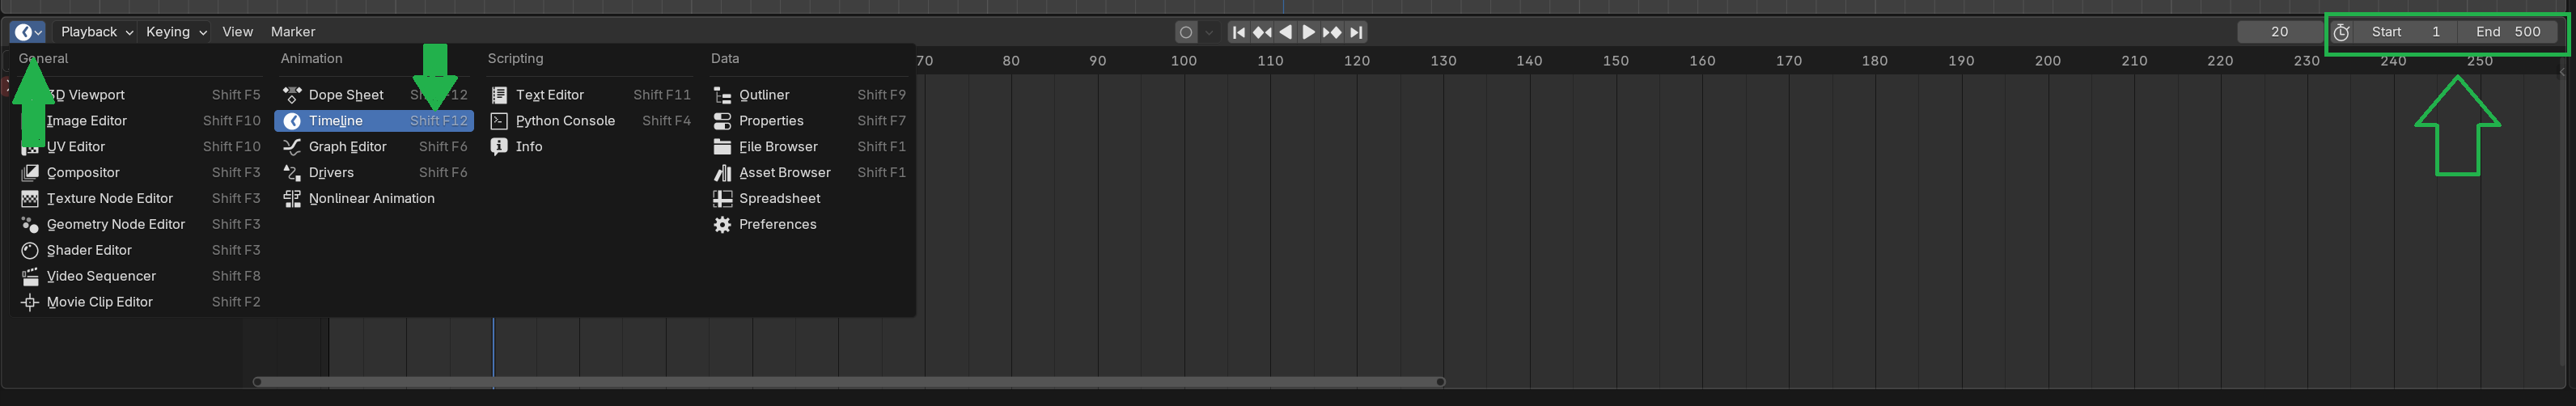 Playback Keying View Marker 20 Start 1 End 500
General Animation Scripting Data 70 80 90 100 110 120 130 140 150 160 170 180 190 200 210 220 230 240 250
3D Viewport Shift F5 Dope Sheet Shift F12 Text Editor Shift F11 Outliner Shift F9
Image Editor Shift F10 Timeline Shift F12 Python Console Shift F4 Properties Shift F7
UV Editor Shift F10 Graph Editor Shift F6 Info File Browser Shift F1
Compositor Shift F3 Drivers Shift F6 Asset Browser Shift F1
Texture Node Editor Shift F3 Nonlinear Animation Spreadsheet
Geometry Node Editor Shift F3 Preferences
Shader Editor Shift F3
Video Sequencer Shift F8
Movie Clip Editor Shift F2